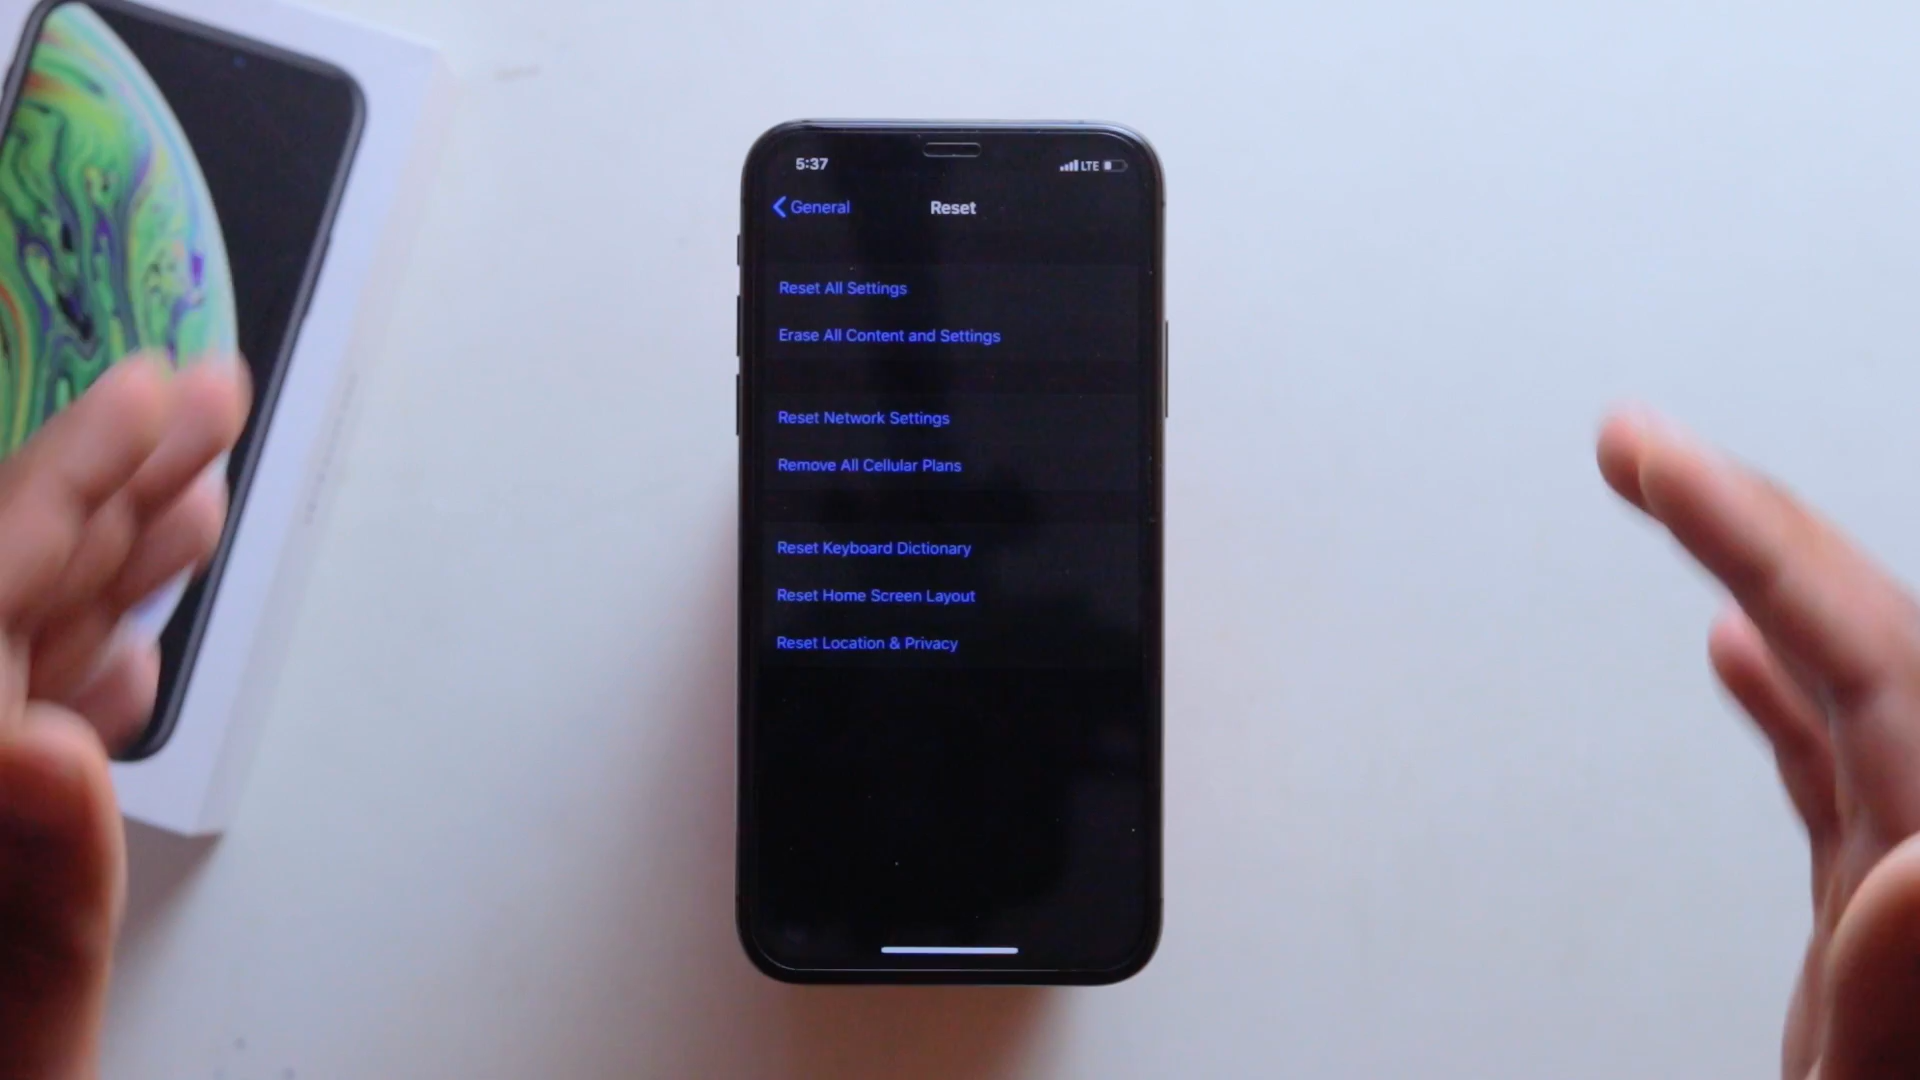 5:37
LTE
General
Reset
Reset All Settings
Erase All Content and Settings
Reset Network Settings
Remove All Cellular Plans
Reset Keyboard Dictionary
Reset Home Screen Layout
Reset Location & Privacy